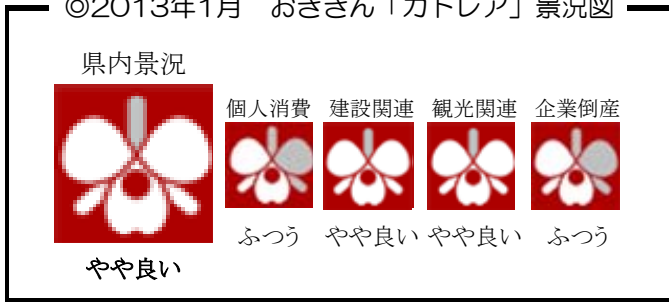 ◎2013年1月 おきぎん「カトレア」景況図
県内景況
個人消費 建設関連 観光関連 企業倒産
ふつう やや良い やや良い ふつう
やや良い